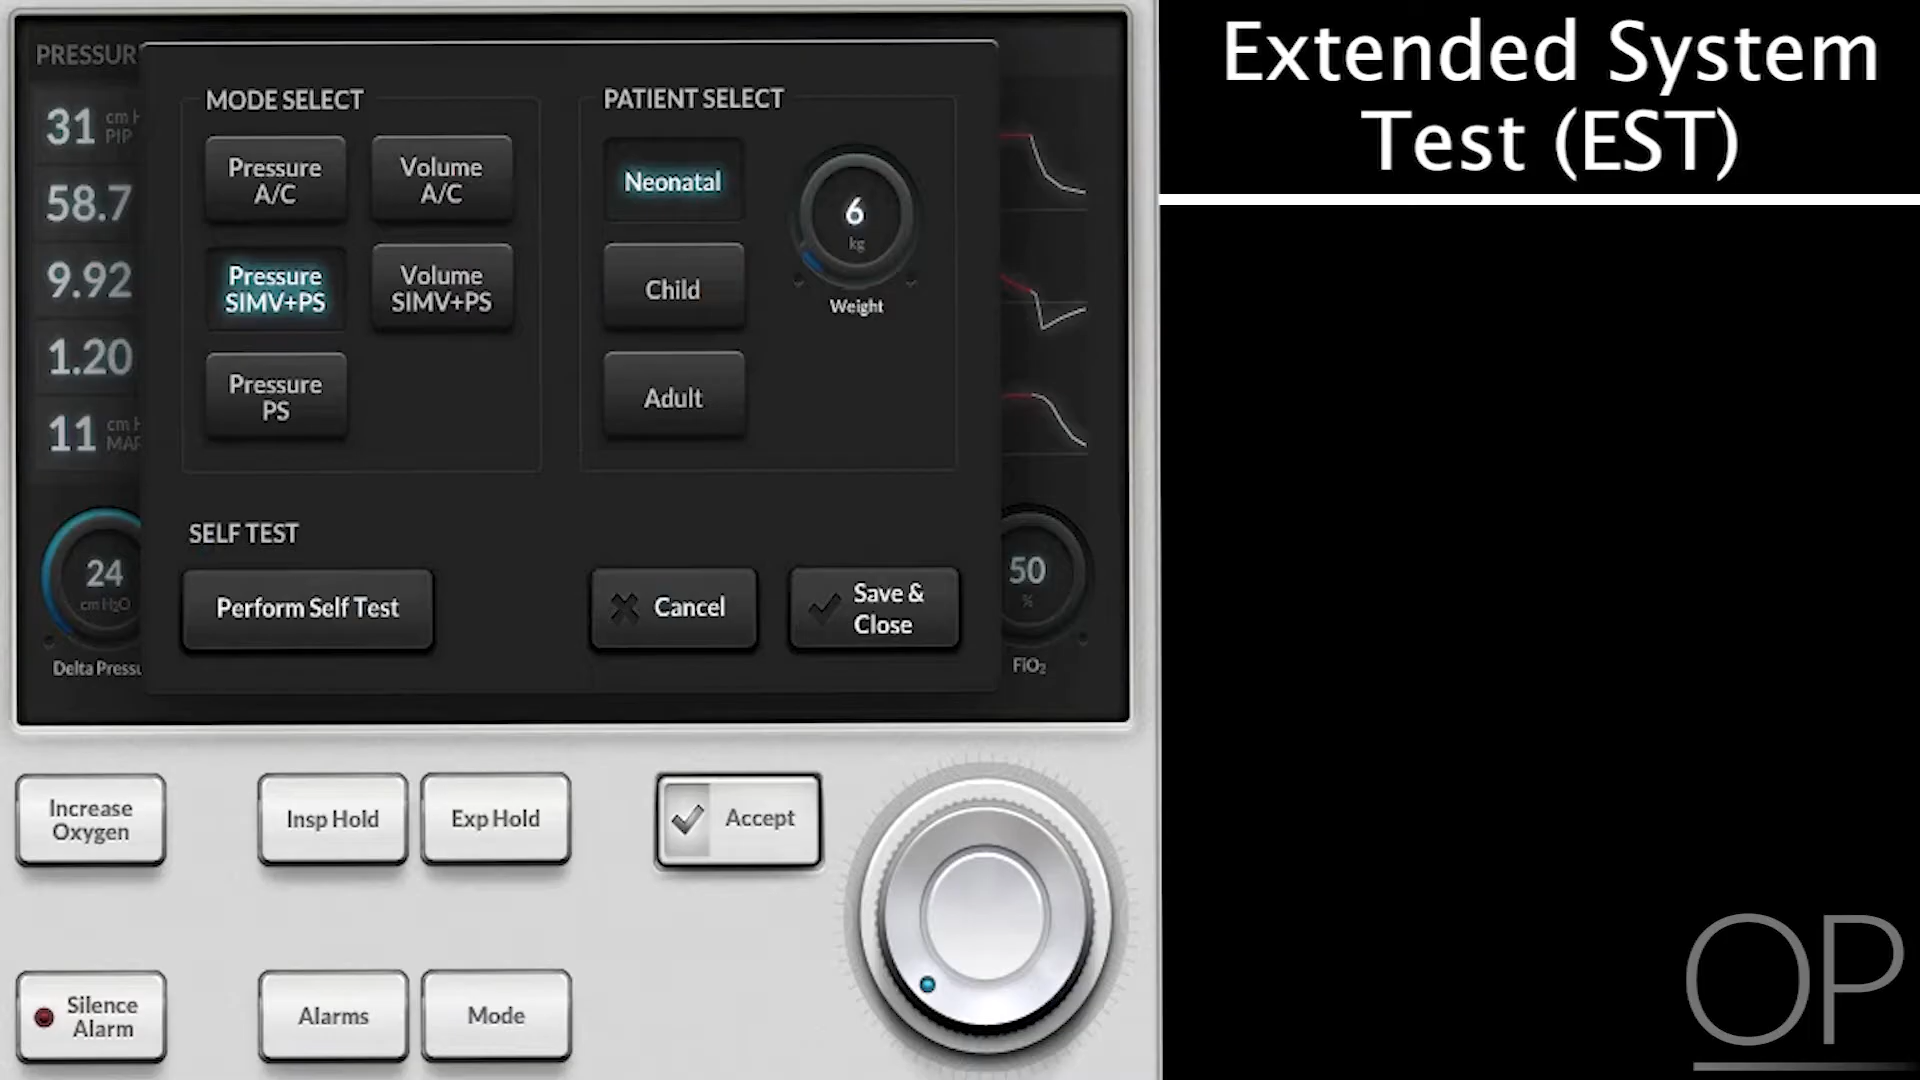 Extended System
Test (EST)
PRESSUR
31 cm H
PIP
58.7
9.92
1.20
11 cm H
MAP
24
cm H₂O
Delta Pressu
MODE SELECT
Pressure
A/C
Volume
A/C
Pressure
SIMV+PS
Volume
SIMV+PS
Pressure
PS
PATIENT SELECT
Neonatal
Child
Adult
6
kg
Weight
SELF TEST
Perform Self Test
Cancel
Save &
Close
50
%
FiO₂
Increase
Oxygen
Insp Hold
Exp Hold
Accept
Silence
Alarm
Alarms
Mode
OP